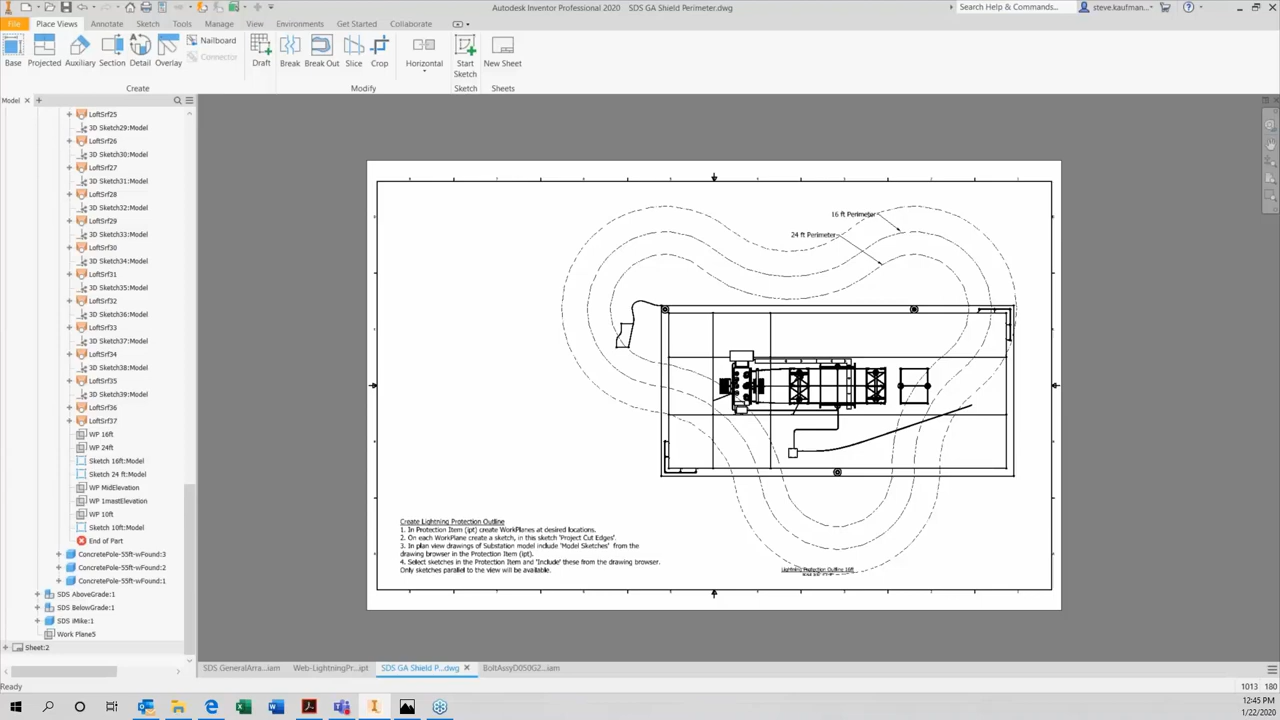 Autodesk Inventor Professional 2020 SDS GA Shield Perimeter.dwg
Search Help & Commands...
steve.kaufman...
File Place Views Annotate Sketch Tools Manage View Environments Get Started Collaborate
Base Projected Auxiliary Section Detail Overlay
Nailboard
Connector
Draft Break Break Out Slice Crop Horizontal
Start Sketch
New Sheet
Create Modify Sketch Sheets
Model
LoftSrf25
3D Sketch29:Model
LoftSrf26
3D Sketch30:Model
LoftSrf27
3D Sketch31:Model
LoftSrf28
3D Sketch32:Model
LoftSrf29
3D Sketch33:Model
LoftSrf30
3D Sketch34:Model
LoftSrf31
3D Sketch35:Model
LoftSrf32
3D Sketch36:Model
LoftSrf33
3D Sketch37:Model
LoftSrf34
3D Sketch38:Model
LoftSrf35
3D Sketch39:Model
LoftSrf36
LoftSrf37
WP 16ft
WP 24ft
Sketch 16ft:Model
Sketch 24 ft:Model
WP MidElevation
WP 1mastElevation
WP 10ft
Sketch 10ft:Model
End of Part
ConcretePole-55ft-wFound:3
ConcretePole-55ft-wFound:2
ConcretePole-55ft-wFound:1
SDS AboveGrade:1
SDS BelowGrade:1
SDS iMike:1
Work Plane5
Sheet:2
16 ft Perimeter
24 ft Perimeter
Create Lightning Protection Outline
1. In Protection Item (ipt) create WorkPlanes at desired locations.
2. On each WorkPlane create a sketch, in this sketch 'Project Cut Edges'.
3. In plan view drawings of Substation model include 'Model Sketches' from the
drawing browser in the Protection Item (ipt).
4. Select sketches in the Protection Item and 'Include' these from the drawing browser.
Only sketches parallel to the view will be available.
Lightning Protection Outline 16ft
SDS GeneralArra...iam Web-LightningPr...ipt SDS GA Shield P...dwg BoltAssyD050G2...iam
Ready
1013 180
12:45 PM
1/22/2020